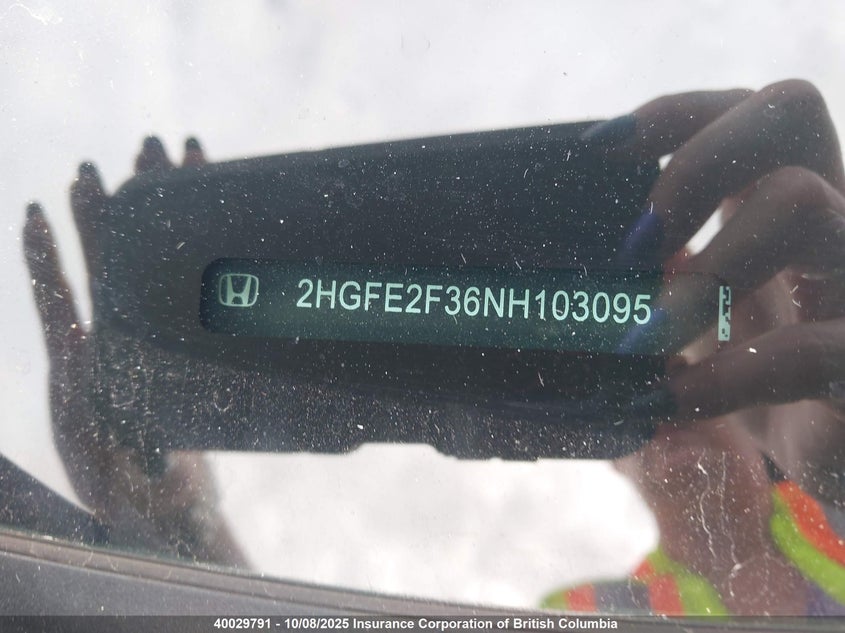 2HGFE2F36NH103095
40029791 - 10/08/2025 Insurance Corporation of British Columbia